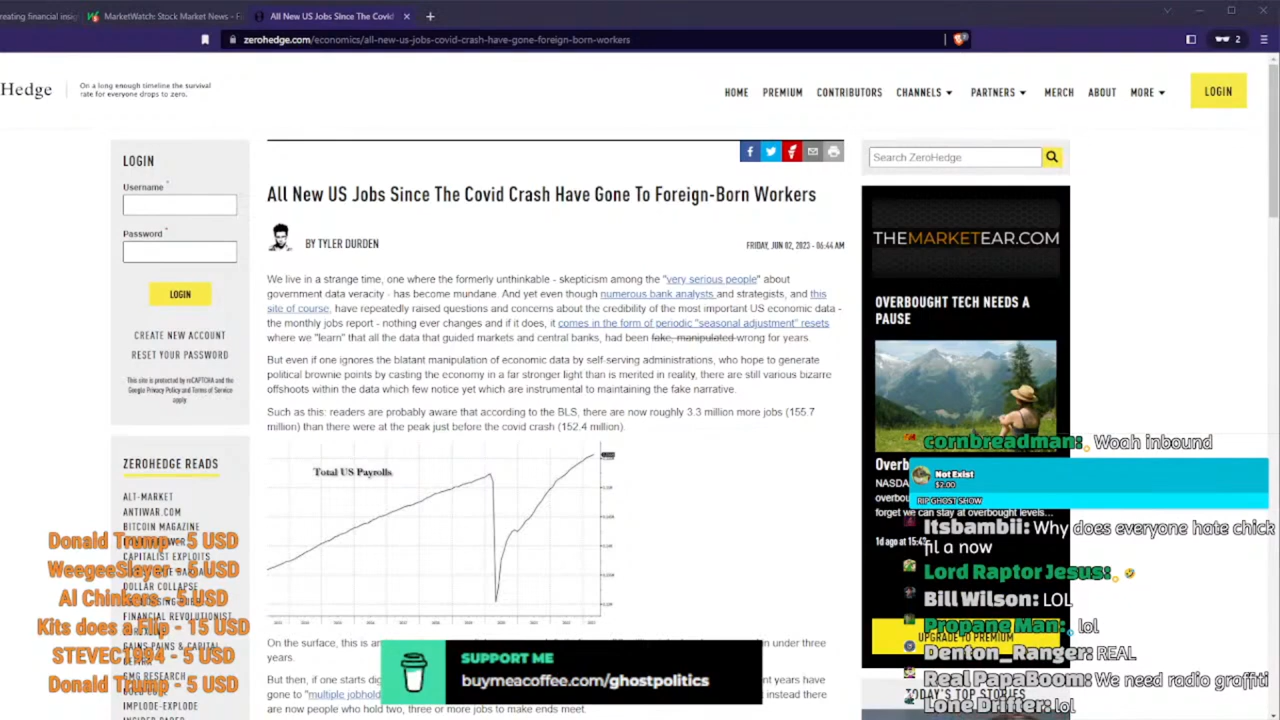 reating financial insig
MarketWatch Stock Market News - F
All New US Jobs Since The Covid
zerohedge.com/economics/all-new-us-jobs-covid-crash-have-gone-foreign-born-workers
2
Hedge
On a long enough timeline the survival
rate for everyone drops to zero.
HOME PREMIUM CONTRIBUTORS CHANNELS PARTNERS MERCH ABOUT MORE
LOGIN
LOGIN
Username *
Password *
LOGIN
CREATE NEW ACCOUNT
RESET YOUR PASSWORD
This site is protected by reCAPTCHA and the
Google Privacy Policy and Terms of Service
apply
ZEROHEDGE READS
ALT-MARKET
ANTIWAR.COM
BITCOIN MAGAZINE
CAPITALIST EXPLOITS
DOLLAR COLLAPSE
FINANCIAL REVOLUTIONIST
GAINS PAINS & CAPITAL
GMG RESEARCH
IMPLODE-EXPLODE
Donald Trump - 5 USD
WeegeeSlayer - 5 USD
AI Chinkers - 5 USD
Kits does a Flip - 15 USD
STEVEC1994 - 5 USD
Donald Trump - 5 USD
All New US Jobs Since The Covid Crash Have Gone To Foreign-Born Workers
BY TYLER DURDEN
FRIDAY, JUN 02, 2023 - 06:44 AM
We live in a strange time, one where the formerly unthinkable - skepticism among the "very serious people" about
government data veracity - has become mundane. And yet even though numerous bank analysts and strategists, and this
site of course, have repeatedly raised questions and concerns about the credibility of the most important US economic data -
the monthly jobs report - nothing ever changes and if it does, it comes in the form of periodic "seasonal adjustment" resets
where we "learn" that all the data that guided markets and central banks, had been fake, manipulated wrong for years.
But even if one ignores the blatant manipulation of economic data by self-serving administrations, who hope to generate
political brownie points by casting the economy in a far stronger light than is merited in reality, there are still various bizarre
offshoots within the data which few notice yet which are instrumental to maintaining the fake narrative.
Such as this: readers are probably aware that according to the BLS, there are now roughly 3.3 million more jobs (155.7
million) than there were at the peak just before the covid crash (152.4 million).
Total US Payrolls
On the surface, this is an
n under three
years.
But then, if one starts dig
t years have
gone to "multiple jobhold
instead there
are now people who hold two, three or more jobs to make ends meet.
SUPPORT ME
buymeacoffee.com/ghostpolitics
Search ZeroHedge
THEMARKETEAR.COM
OVERBOUGHT TECH NEEDS A
PAUSE
Overb
NASDA
overbou
forget we can stay at overbought levels...
1d ago at 15:4
UPGRADE TO PREMIUM
TODAY'S TOP STORIES
cornbreadman: Woah inbound
Not Exist
$2.00
RIP GHOST SHOW
Itsbambii: Why does everyone hate chick
fil a now
Lord Raptor Jesus:
Bill Wilson: LOL
Propane Man: lol
Denton_Ranger: REAL
Real PapaBoom: We need radio graffiti
Lone Drifter: lol